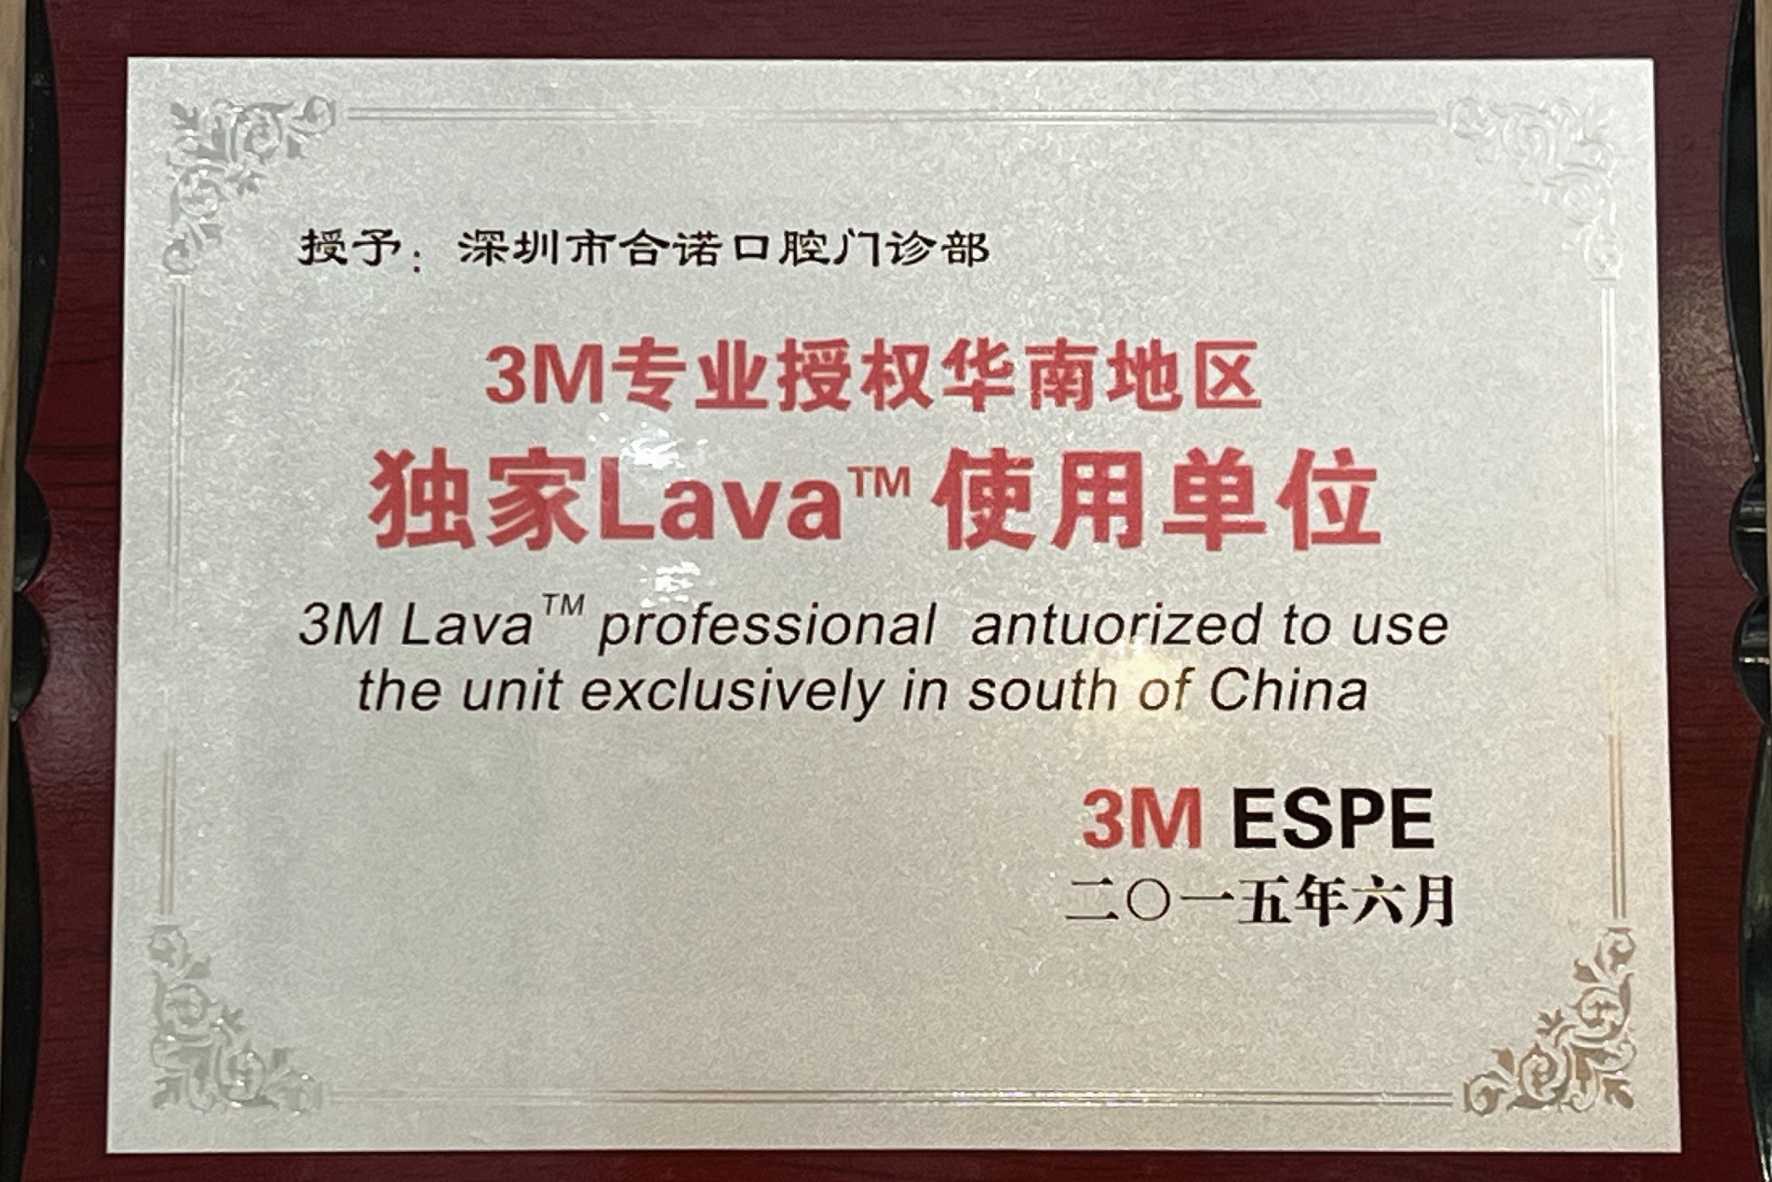 授予：深圳市合诺口腔门诊部
3M专业授权华南地区
独家Lava™使用单位
3M Lava™ professional antuorized to use
the unit exclusively in south of China
3M ESPE
二〇一五年六月